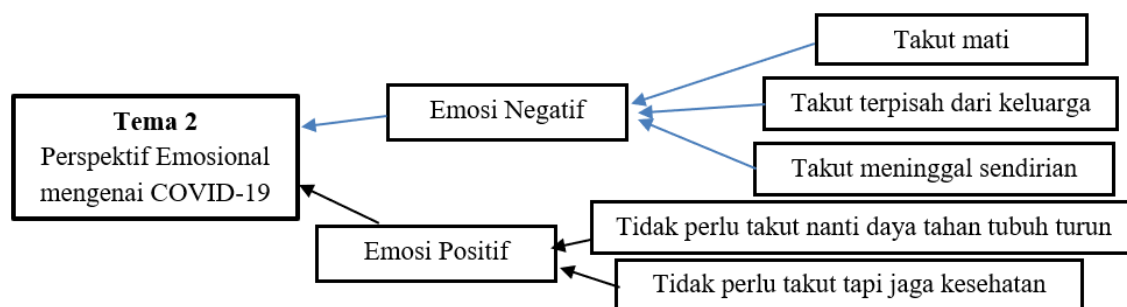 Tema 2
Perspektif Emosional
mengenai COVID-19
Emosi Negatif
Takut mati
Takut terpisah dari keluarga
Takut meninggal sendirian
Emosi Positif
Tidak perlu takut nanti daya tahan tubuh turun
Tidak perlu takut tapi jaga kesehatan